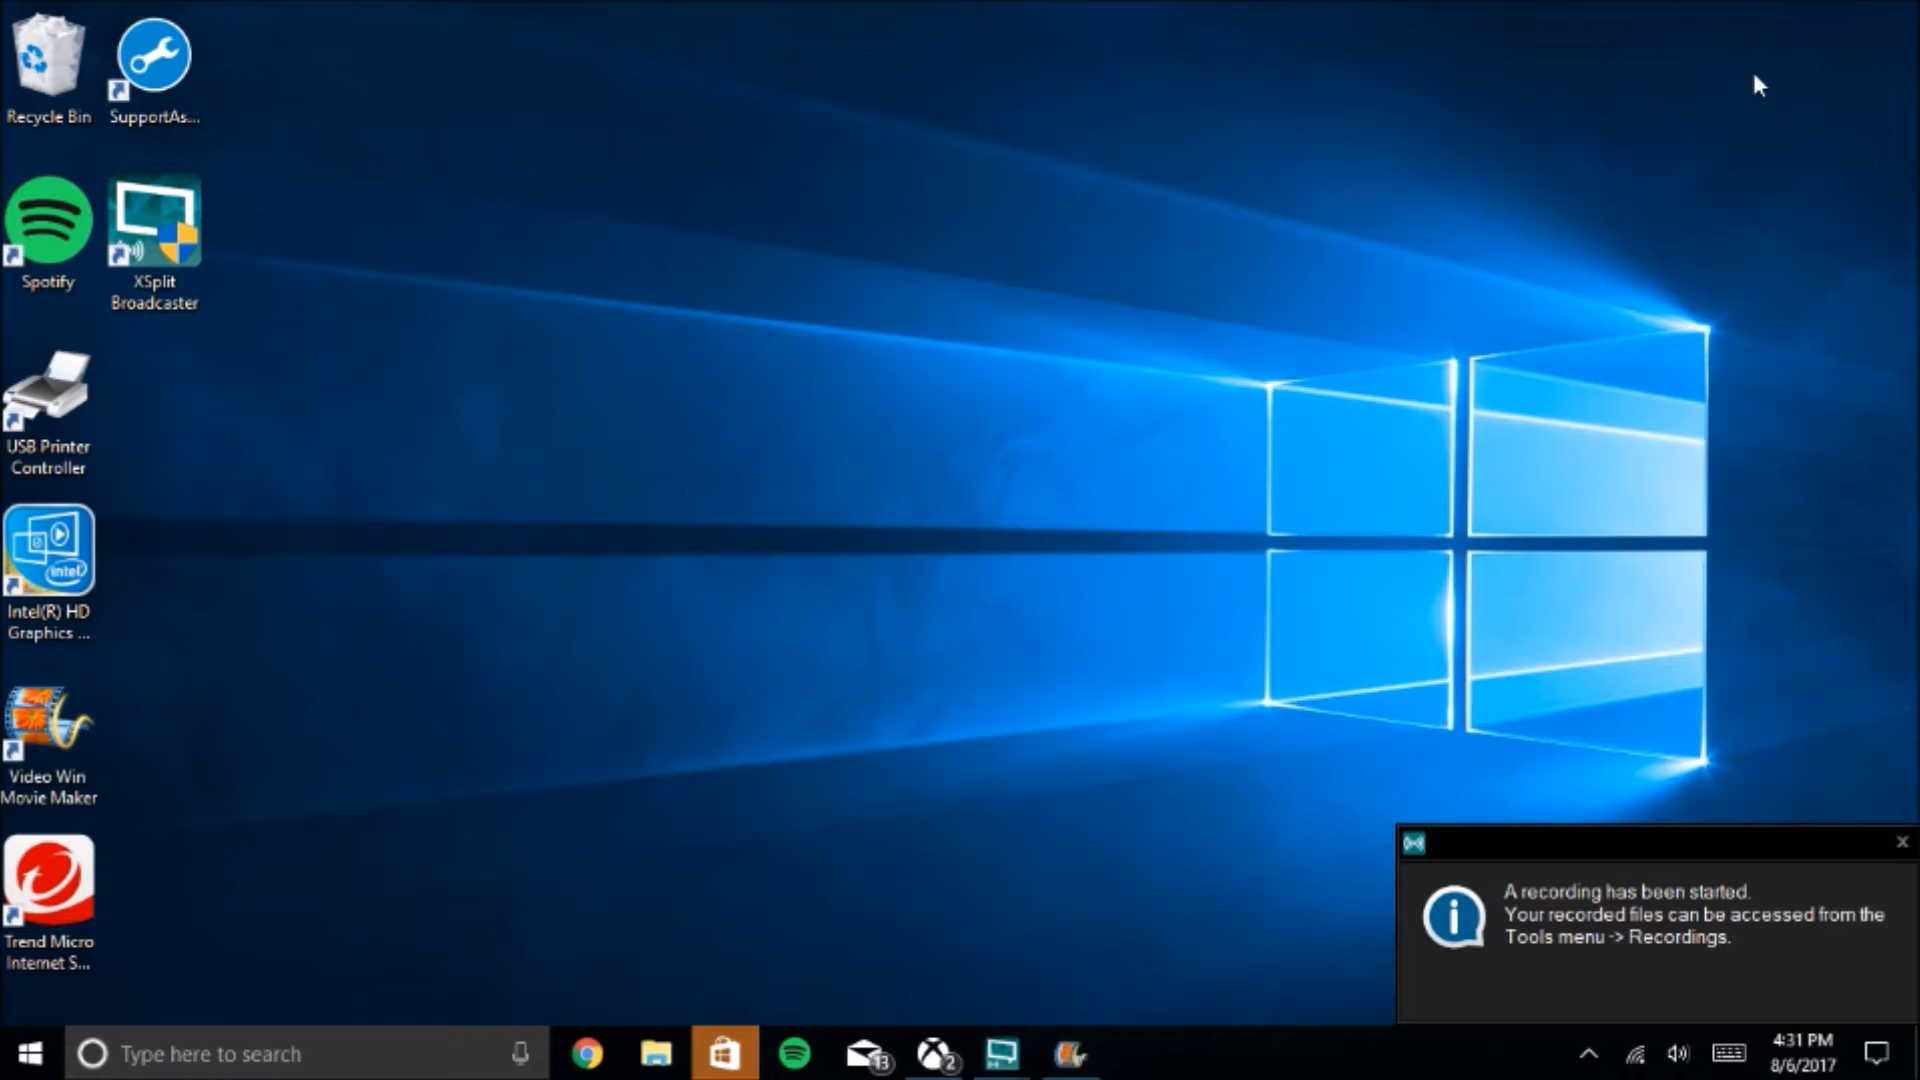 Recycle Bin
SupportAs...
Spotify
XSplit
Broadcaster
USB Printer
Controller
intel
Intel(R) HD
Graphics ...
Video Win
Movie Maker
Trend Micro
Internet S...
A recording has been started.
Your recorded files can be accessed from the
Tools menu -> Recordings.
Type here to search
13
2
4:31 PM
8/6/2017